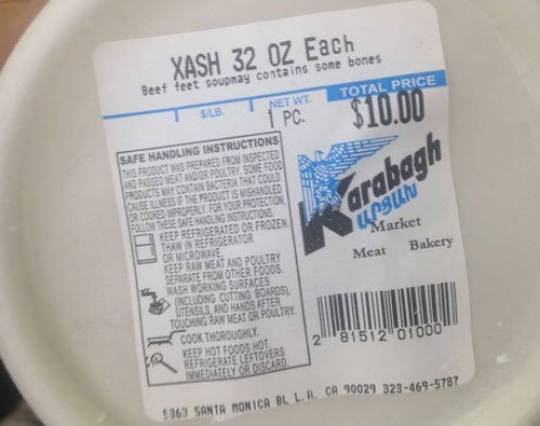 XASH 32 OZ Each
Beef feet soupmay contains some bones
$/LB.
NET WT.
TOTAL PRICE
1 PC.
$10.00
SAFE HANDLING INSTRUCTIONS
THIS PRODUCT WAS PREPARED FROM INSPECTED
AND PASSED MEAT AND/OR POULTRY. SOME FOOD
PRODUCTS MAY CONTAIN BACTERIA THAT COULD
CAUSE ILLNESS IF THE PRODUCT IS MISHANDLED
OR COOKED IMPROPERLY. FOR YOUR PROTECTION,
FOLLOW THESE SAFE HANDLING INSTRUCTIONS.
KEEP REFRIGERATED OR FROZEN.
THAW IN REFRIGERATOR
OR MICROWAVE.
KEEP RAW MEAT AND POULTRY
SEPARATE FROM OTHER FOODS.
WASH WORKING SURFACES
(INCLUDING CUTTING BOARDS),
UTENSILS, AND HANDS AFTER
TOUCHING RAW MEAT OR POULTRY.
COOK THOROUGHLY.
KEEP HOT FOODS HOT.
REFRIGERATE LEFTOVERS
IMMEDIATELY OR DISCARD.
Karabagh
Արցախ
Market
Meat Bakery
2 81512 01000
5363 SANTA MONICA BL L.A. CA 90029 323-469-5787